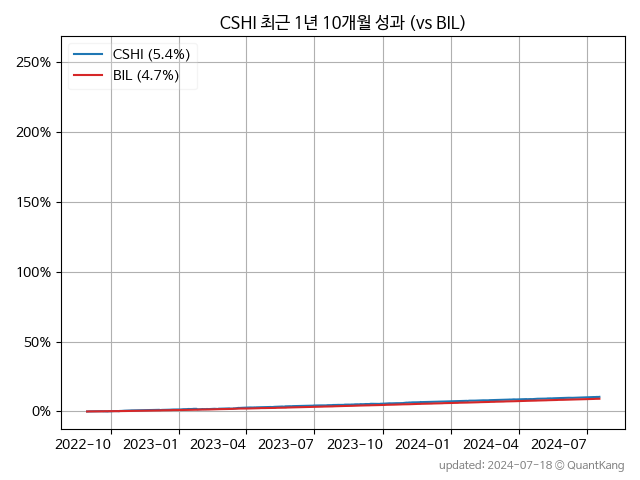 CSHI 최근 1년 10개월 성과 (vs BIL)
CSHI (5.4%)
BIL (4.7%)
250%
200%
150%
100%
50%
0%
2022-10 2023-01 2023-04 2023-07 2023-10 2024-01 2024-04 2024-07
updated: 2024-07-18 © QuantKang